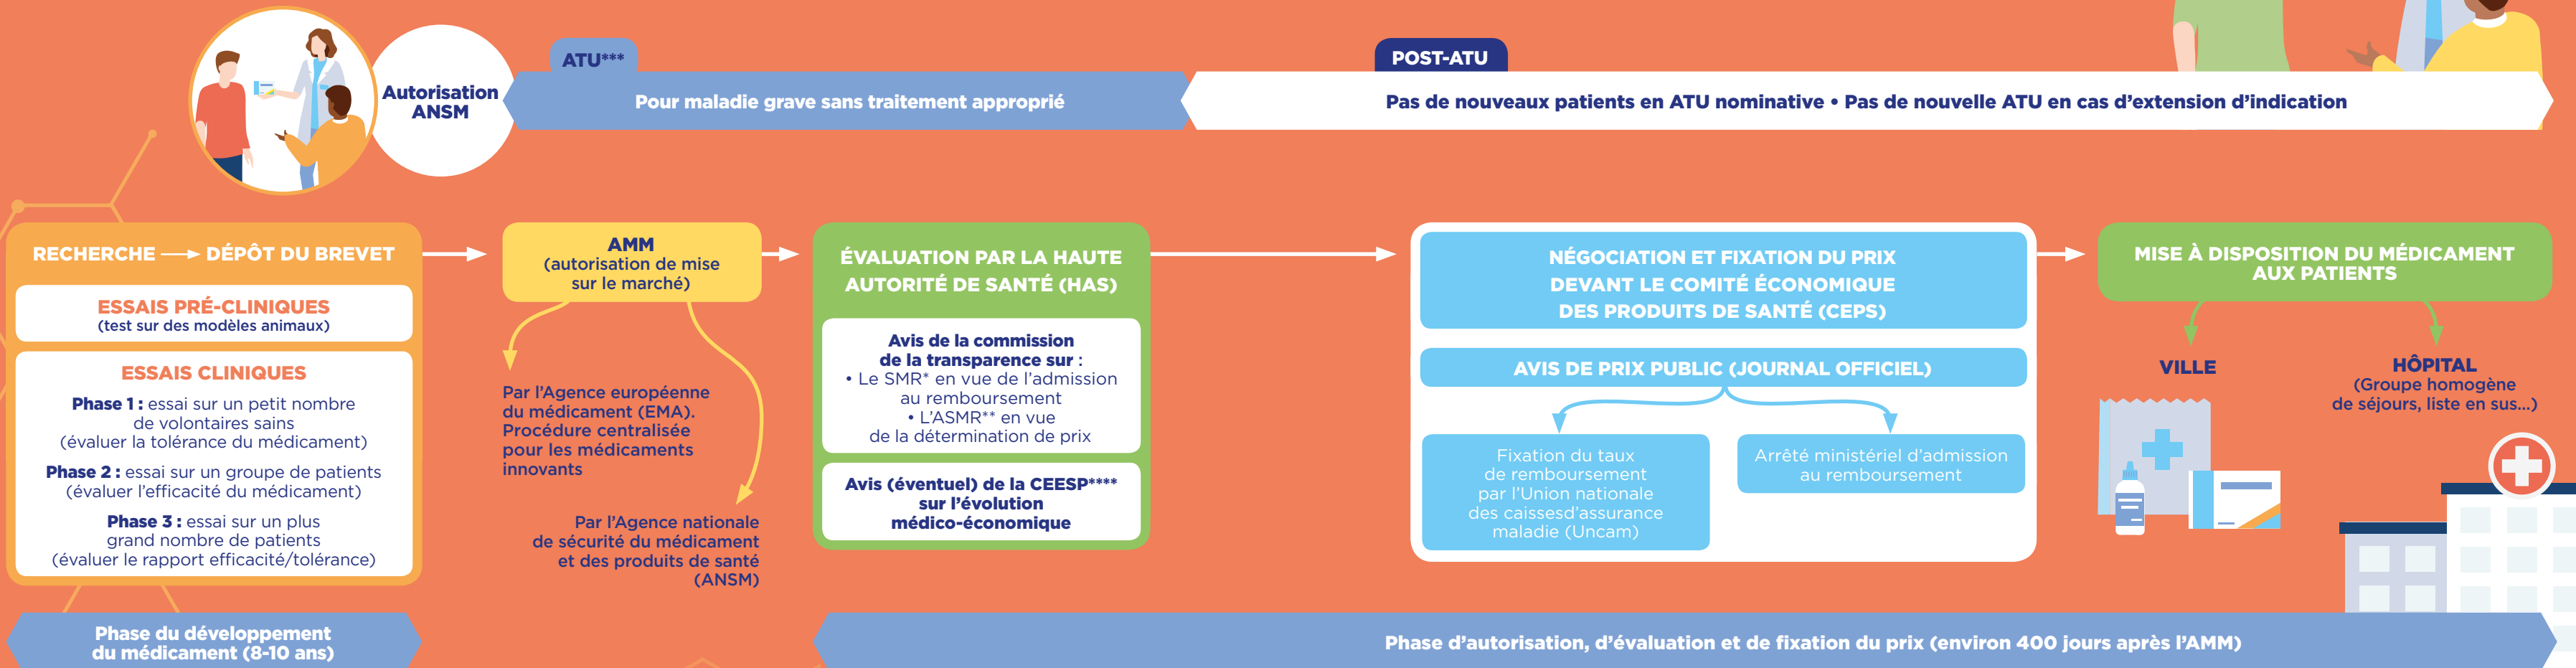 ATU***
POST-ATU
Autorisation
ANSM
Pour maladie grave sans traitement approprié
Pas de nouveaux patients en ATU nominative • Pas de nouvelle ATU en cas d'extension d'indication
RECHERCHE → DÉPÔT DU BREVET
ESSAIS PRÉ-CLINIQUES
(test sur des modèles animaux)
ESSAIS CLINIQUES
Phase 1 : essai sur un petit nombre
de volontaires sains
(évaluer la tolérance du médicament)
Phase 2 : essai sur un groupe de patients
(évaluer l'efficacité du médicament)
Phase 3 : essai sur un plus
grand nombre de patients
(évaluer le rapport efficacité/tolérance)
AMM
(autorisation de mise
sur le marché)
Par l'Agence européenne
du médicament (EMA).
Procédure centralisée
pour les médicaments
innovants
Par l'Agence nationale
de sécurité du médicament
et des produits de santé
(ANSM)
ÉVALUATION PAR LA HAUTE
AUTORITÉ DE SANTÉ (HAS)
Avis de la commission
de la transparence sur :
• Le SMR* en vue de l'admission
au remboursement
• L'ASMR** en vue
de la détermination de prix
Avis (éventuel) de la CEESP****
sur l'évolution
médico-économique
NÉGOCIATION ET FIXATION DU PRIX
DEVANT LE COMITÉ ÉCONOMIQUE
DES PRODUITS DE SANTÉ (CEPS)
AVIS DE PRIX PUBLIC (JOURNAL OFFICIEL)
Fixation du taux
de remboursement
par l'Union nationale
des caissesd'assurance
maladie (Uncam)
Arrêté ministériel d'admission
au remboursement
MISE À DISPOSITION DU MÉDICAMENT
AUX PATIENTS
VILLE
HÔPITAL
(Groupe homogène
de séjours, liste en sus...)
Phase du développement
du médicament (8-10 ans)
Phase d'autorisation, d'évaluation et de fixation du prix (environ 400 jours après l'AMM)